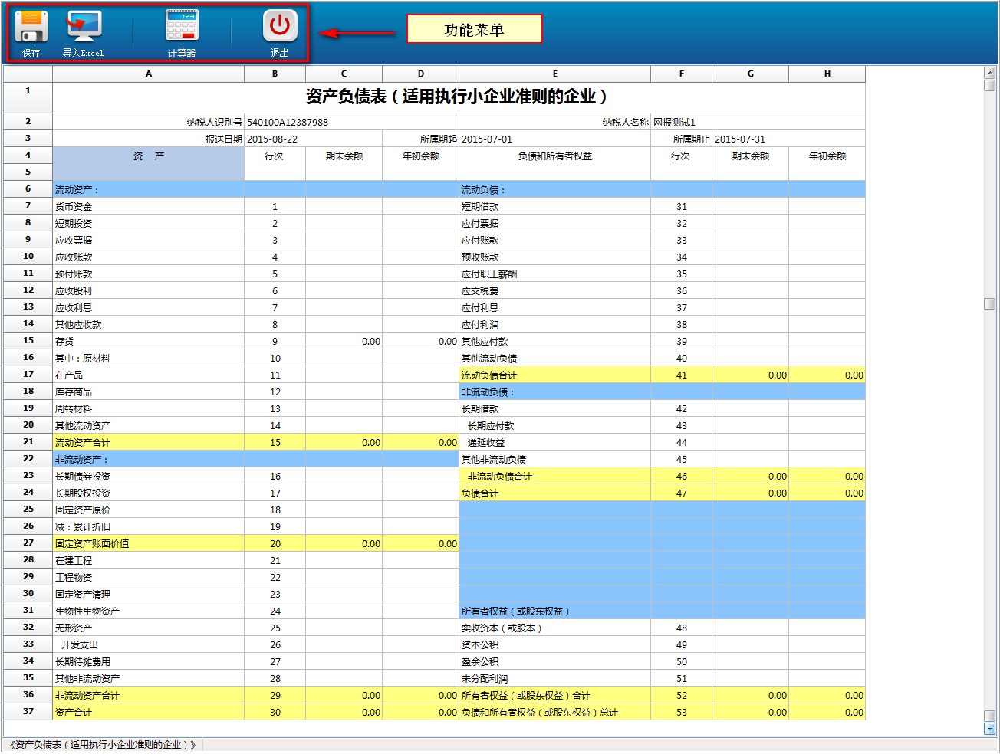 保存 导入Excel 计算器 退出 功能菜单
A B C D E F G H
1 资产负债表（适用执行小企业准则的企业）
2 纳税人识别号 540100A12387988 纳税人名称 网报测试1
3 报送日期 2015-08-22 所属期起 2015-07-01 所属期止 2015-07-31
4 资 产 行次 期末余额 年初余额 负债和所有者权益 行次 期末余额 年初余额
5
6 流动资产： 流动负债：
7 货币资金 1 短期借款 31
8 短期投资 2 应付票据 32
9 应收票据 3 应付账款 33
10 应收账款 4 预收账款 34
11 预付账款 5 应付职工薪酬 35
12 应收股利 6 应交税费 36
13 应收利息 7 应付利息 37
14 其他应收款 8 应付利润 38
15 存货 9 0.00 0.00 其他应付款 39
16 其中：原材料 10 其他流动负债 40
17 在产品 11 流动负债合计 41 0.00 0.00
18 库存商品 12 非流动负债：
19 周转材料 13 长期借款 42
20 其他流动资产 14 长期应付款 43
21 流动资产合计 15 0.00 0.00 递延收益 44
22 非流动资产： 其他非流动负债 45
23 长期债券投资 16 非流动负债合计 46 0.00 0.00
24 长期股权投资 17 负债合计 47 0.00 0.00
25 固定资产原价 18
26 减：累计折旧 19
27 固定资产账面价值 20 0.00 0.00
28 在建工程 21
29 工程物资 22
30 固定资产清理 23
31 生物性生物资产 24 所有者权益（或股东权益）
32 无形资产 25 实收资本（或股本） 48
33 开发支出 26 资本公积 49
34 长期待摊费用 27 盈余公积 50
35 其他非流动资产 28 未分配利润 51
36 非流动资产合计 29 0.00 0.00 所有者权益（或股东权益）合计 52 0.00 0.00
37 资产合计 30 0.00 0.00 负债和所有者权益（或股东权益）总计 53 0.00 0.00
《资产负债表（适用执行小企业准则的企业）》